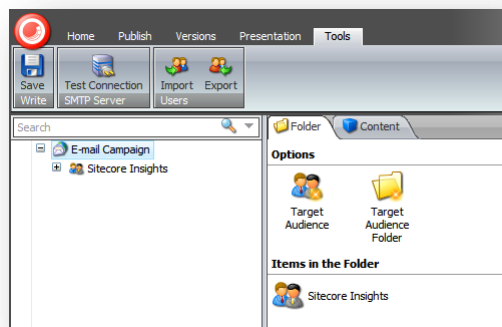 Home Publish Versions Presentation Tools
Save Test Connection Import Export
Write SMTP Server Users
Search
Folder Content
E-mail Campaign
Sitecore Insights
Options
Target Audience
Target Audience Folder
Items in the Folder
Sitecore Insights